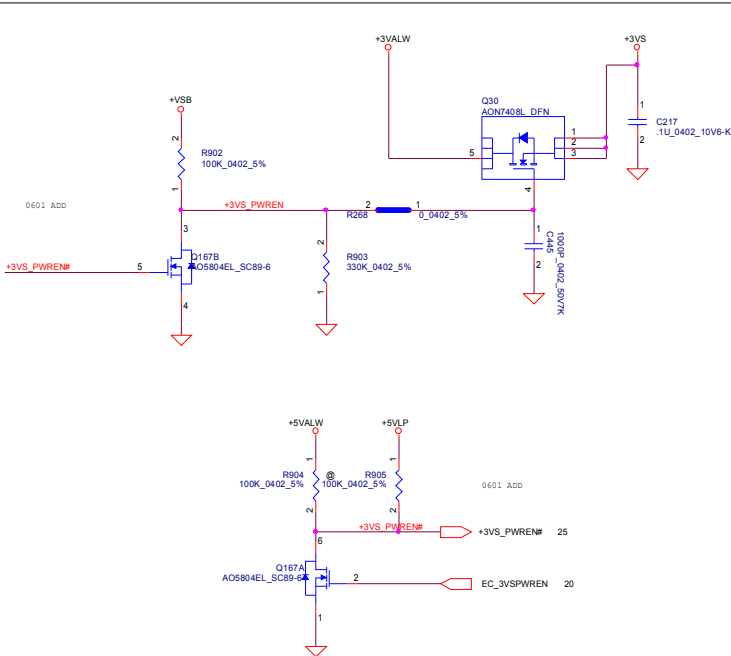 +3VALW
+3VS
Q30
AON7408L_DFN
+VSB
1
C217
.1U_0402_10V6-K
2
1
2
3
5
2
R902
100K_0402_5%
1
4
0601 ADD
+3VS_PWREN
2
1
R268
0_0402_5%
3
Q167B
AO5804EL_SC89-6
+3VS_PWREN#
5
4
2
R903
330K_0402_5%
1
1
C445
1000P_0402_50V7K
2
+5VALW
+5VLP
1
1
R904
100K_0402_5%
@
R905
100K_0402_5%
2
2
0601 ADD
+3VS_PWREN#
+3VS_PWREN# 25
6
Q167A
AO5804EL_SC89-6
2
EC_3VSPWREN 20
1